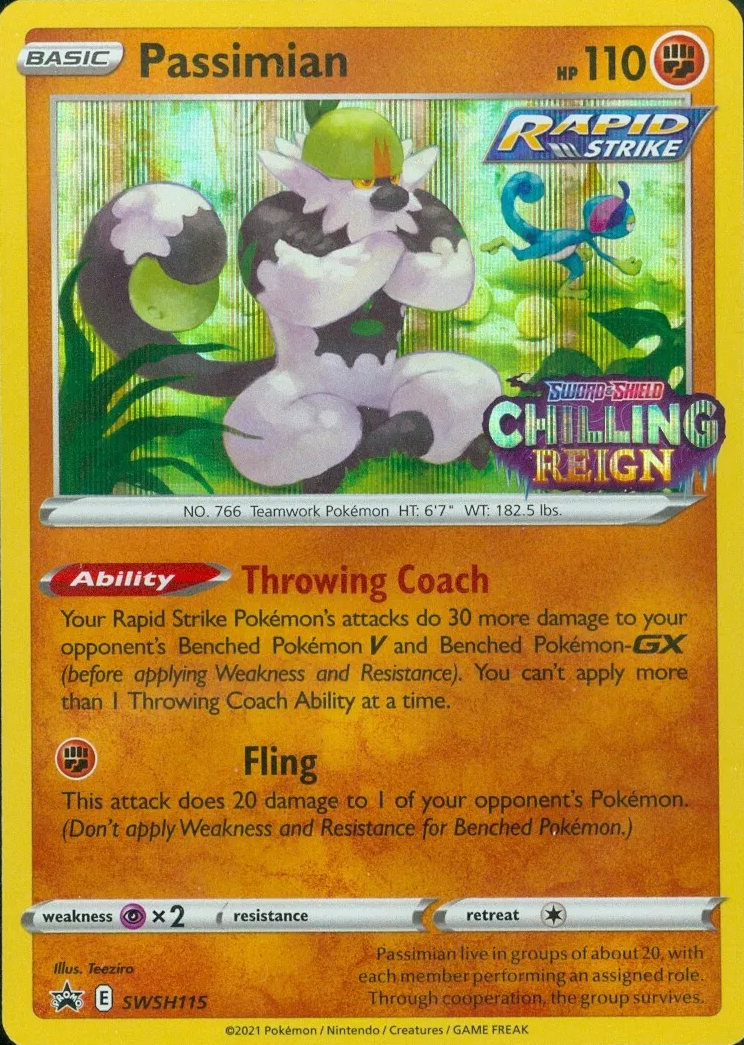 BASIC Passimian HP 110
RAPID
STRIKE
SWORD & SHIELD
CHILLING
REIGN
NO. 766 Teamwork Pokémon HT: 6'7" WT: 182.5 lbs.
Ability Throwing Coach
Your Rapid Strike Pokémon's attacks do 30 more damage to your
opponent's Benched Pokémon V and Benched Pokémon-GX
(before applying Weakness and Resistance). You can't apply more
than 1 Throwing Coach Ability at a time.
Fling
This attack does 20 damage to 1 of your opponent's Pokémon.
(Don't apply Weakness and Resistance for Benched Pokémon.)
weakness ×2 resistance retreat
Illus. Teeziro
PROMO E SWSH115
Passimian live in groups of about 20, with
each member performing an assigned role.
Through cooperation, the group survives.
©2021 Pokémon / Nintendo / Creatures / GAME FREAK